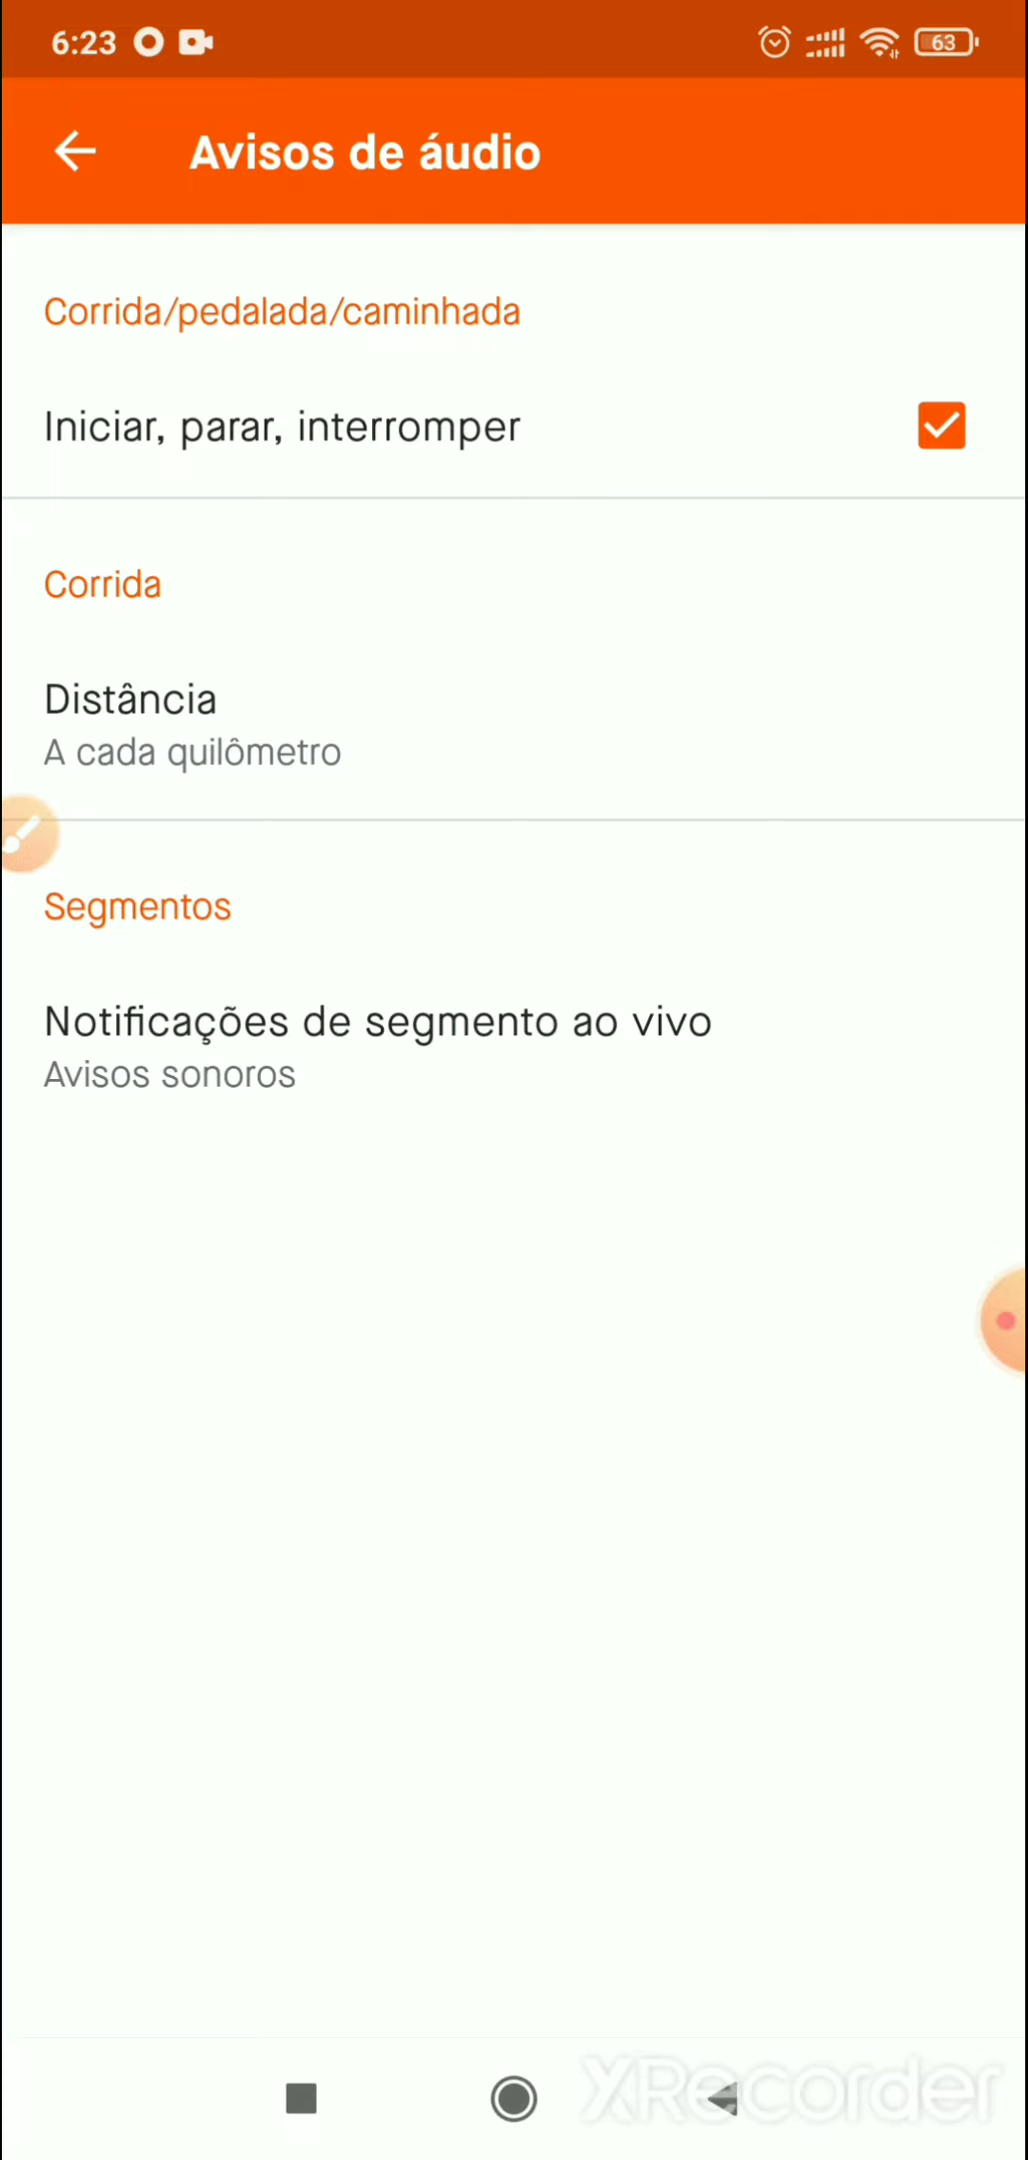 6:23
63
Avisos de áudio
Corrida/pedalada/caminhada
Iniciar, parar, interromper
Corrida
Distância
A cada quilômetro
Segmentos
Notificações de segmento ao vivo
Avisos sonoros
XRecorder